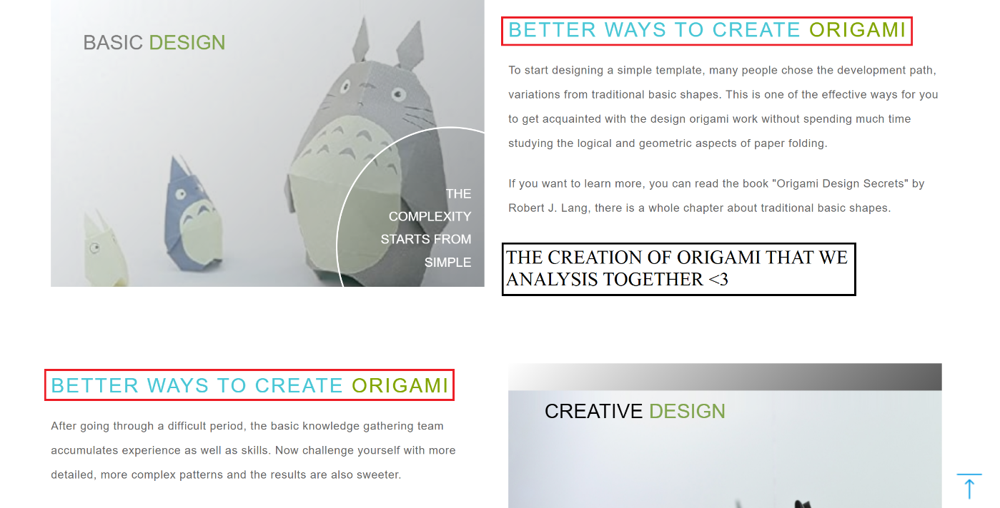 BASIC DESIGN
THE
COMPLEXITY
STARTS FROM
SIMPLE
BETTER WAYS TO CREATE ORIGAMI
To start designing a simple template, many people chose the development path,
variations from traditional basic shapes. This is one of the effective ways for you
to get acquainted with the design origami work without spending much time
studying the logical and geometric aspects of paper folding.
If you want to learn more, you can read the book "Origami Design Secrets" by
Robert J. Lang, there is a whole chapter about traditional basic shapes.
THE CREATION OF ORIGAMI THAT WE
ANALYSIS TOGETHER <3
BETTER WAYS TO CREATE ORIGAMI
After going through a difficult period, the basic knowledge gathering team
accumulates experience as well as skills. Now challenge yourself with more
detailed, more complex patterns and the results are also sweeter.
CREATIVE DESIGN